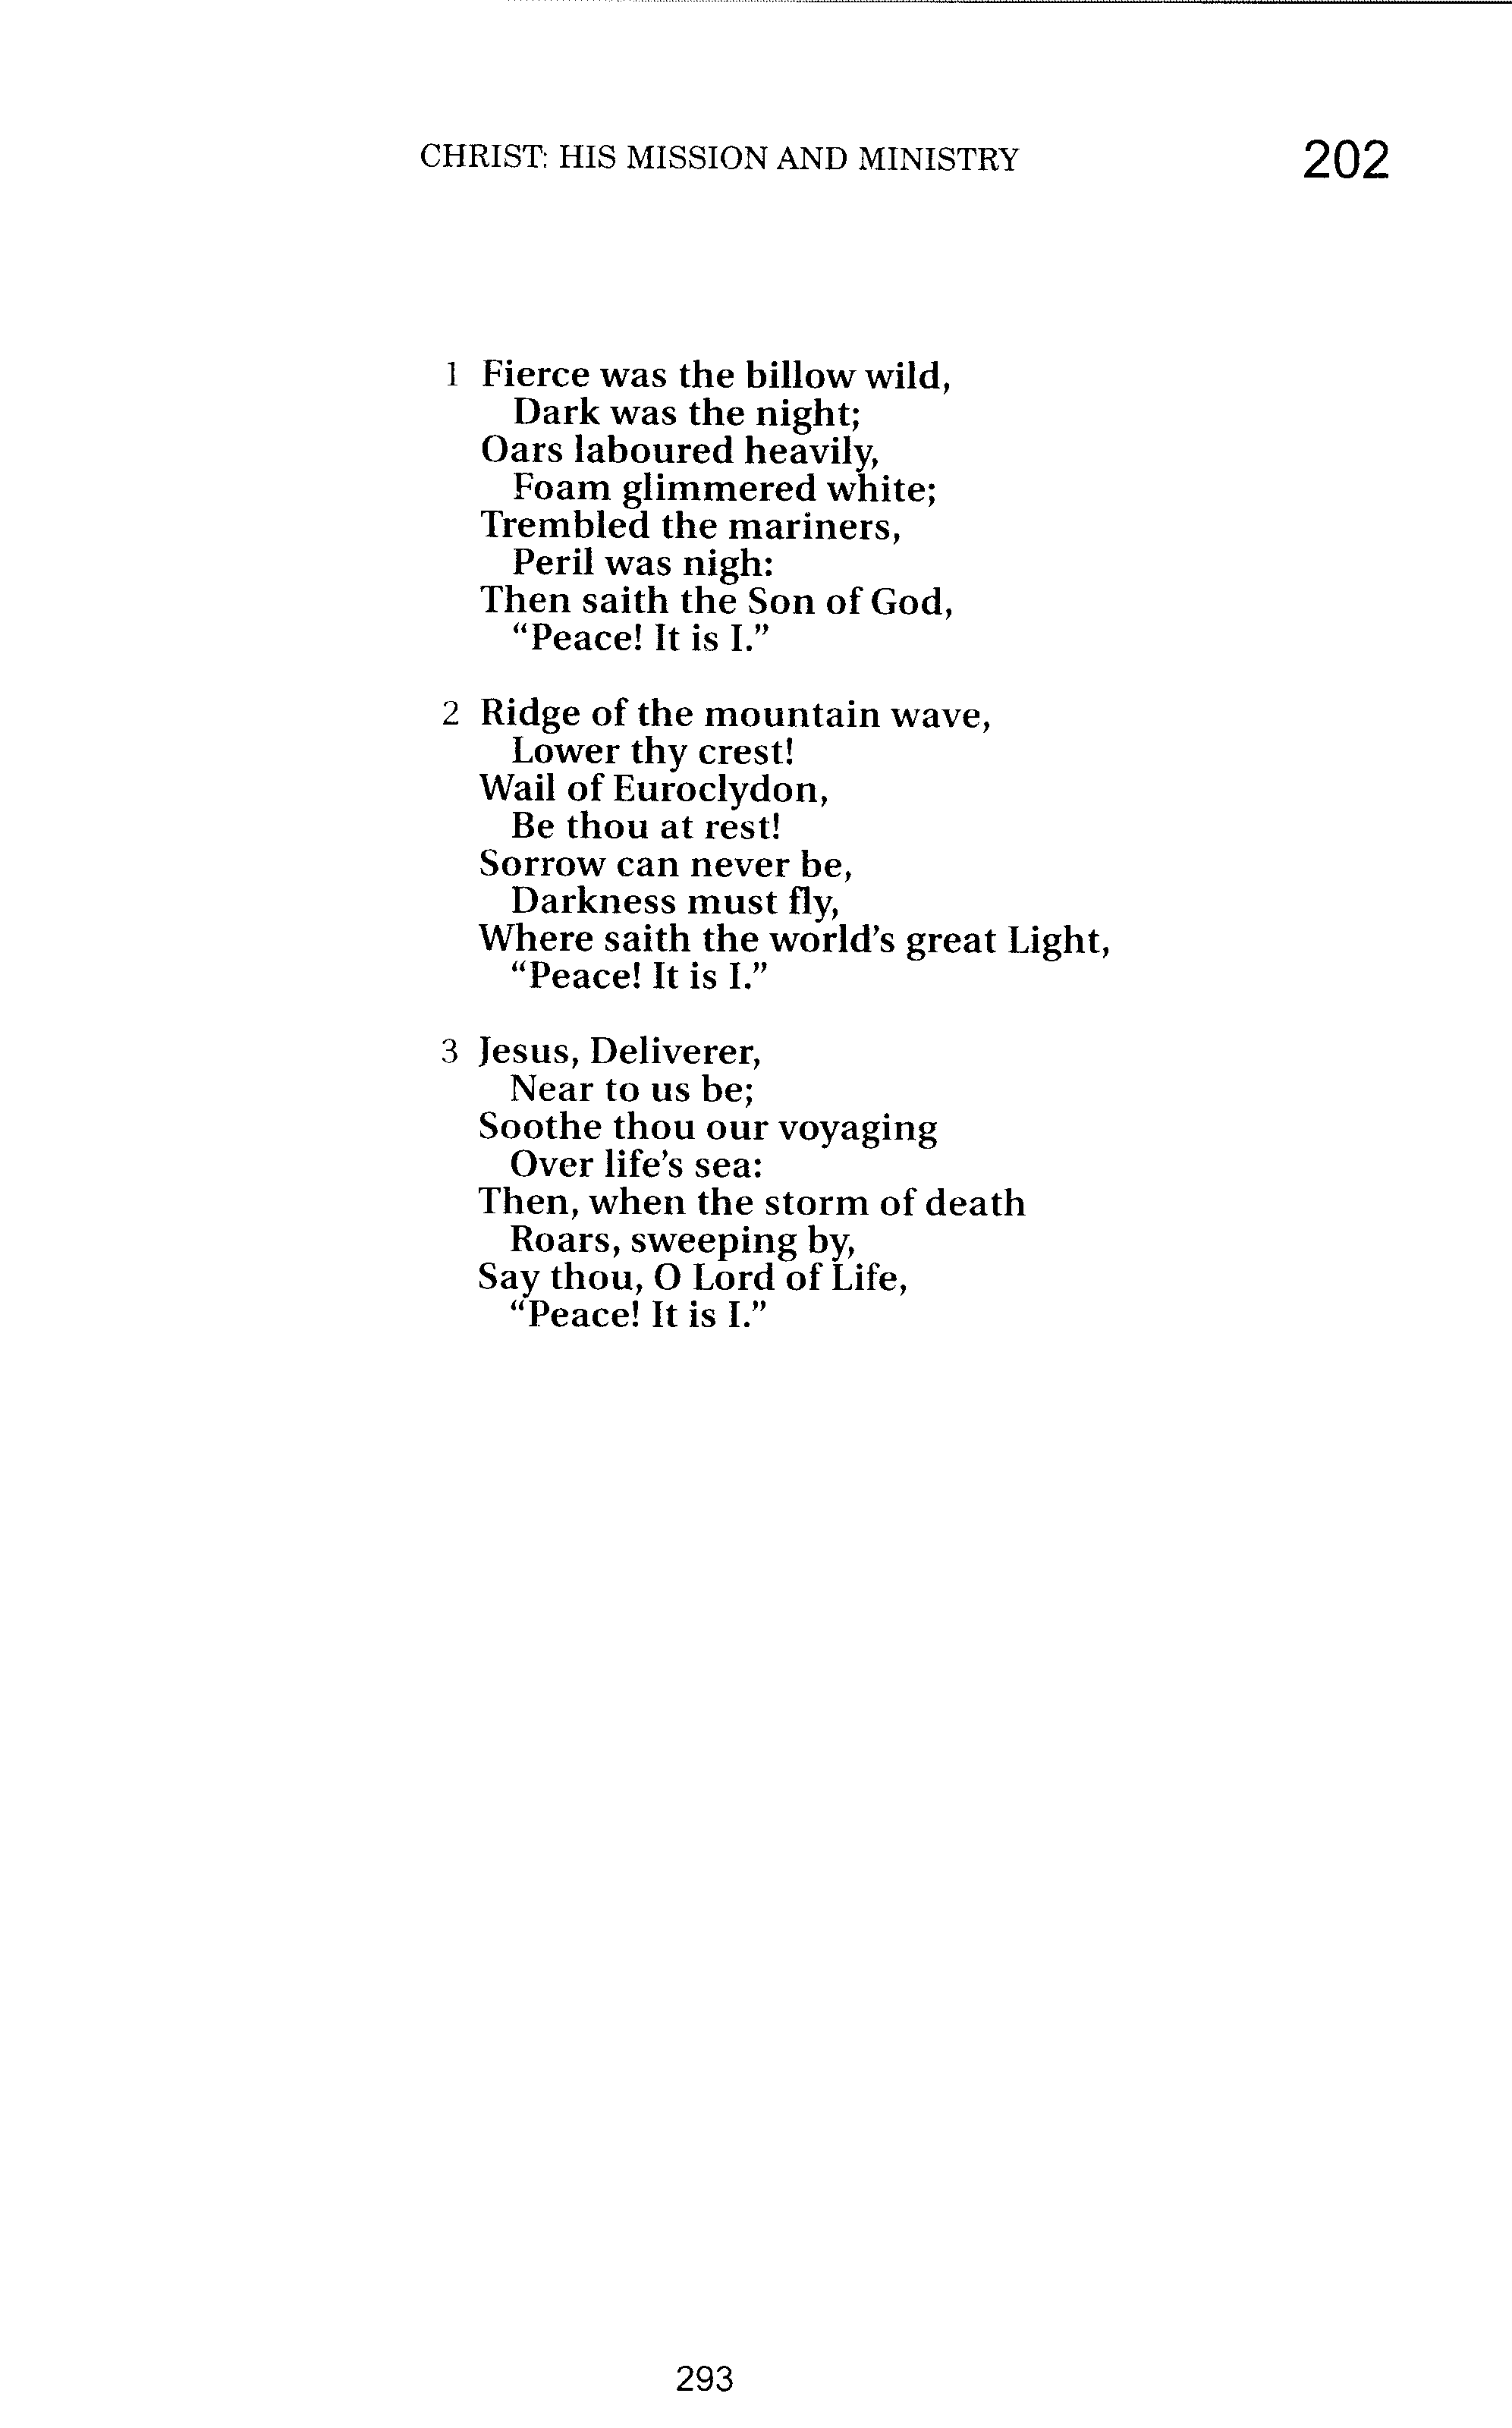 CHRIST: HIS MISSION AND MINISTRY 202
1 Fierce was the billow wild,
Dark was the night;
Oars laboured heavily,
Foam glimmered white;
Trembled the mariners,
Peril was nigh:
Then saith the Son of God,
“Peace! It is I.”
2 Ridge of the mountain wave,
Lower thy crest!
Wail of Euroclydon,
Be thou at rest!
Sorrow can never be,
Darkness must fly,
Where saith the world’s great Light,
“Peace! It is I.”
3 Jesus, Deliverer,
Near to us be;
Soothe thou our voyaging
Over life’s sea:
Then, when the storm of death
Roars, sweeping by,
Say thou, O Lord of Life,
“Peace! It is I.”
293